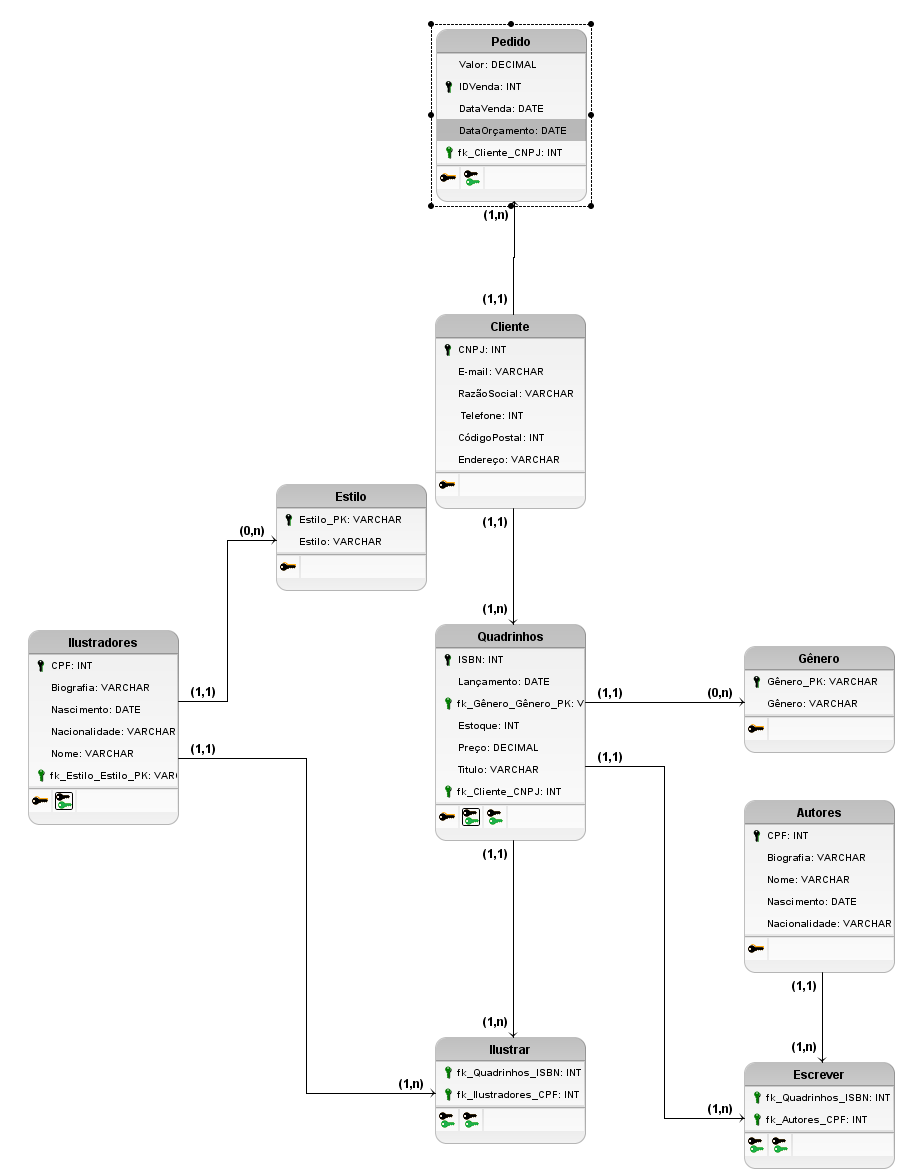 Pedido
Valor: DECIMAL
IDVenda: INT
DataVenda: DATE
DataOrçamento: DATE
fk_Cliente_CNPJ: INT
(1,n)
(1,1)
Cliente
CNPJ: INT
E-mail: VARCHAR
RazãoSocial: VARCHAR
Telefone: INT
CódigoPostal: INT
Endereço: VARCHAR
(1,1)
(1,n)
Estilo
Estilo_PK: VARCHAR
Estilo: VARCHAR
(0,n)
Ilustradores
CPF: INT
Biografia: VARCHAR
Nascimento: DATE
Nacionalidade: VARCHAR
Nome: VARCHAR
fk_Estilo_Estilo_PK: VAR
(1,1)
(1,1)
Quadrinhos
ISBN: INT
Lançamento: DATE
fk_Gênero_Gênero_PK: V
Estoque: INT
Preço: DECIMAL
Titulo: VARCHAR
fk_Cliente_CNPJ: INT
(1,1)
(0,n)
(1,1)
(1,1)
Gênero
Gênero_PK: VARCHAR
Gênero: VARCHAR
Autores
CPF: INT
Biografia: VARCHAR
Nome: VARCHAR
Nascimento: DATE
Nacionalidade: VARCHAR
(1,1)
(1,n)
(1,n)
(1,n)
Ilustrar
fk_Quadrinhos_ISBN: INT
fk_Ilustradores_CPF: INT
(1,n)
Escrever
fk_Quadrinhos_ISBN: INT
fk_Autores_CPF: INT